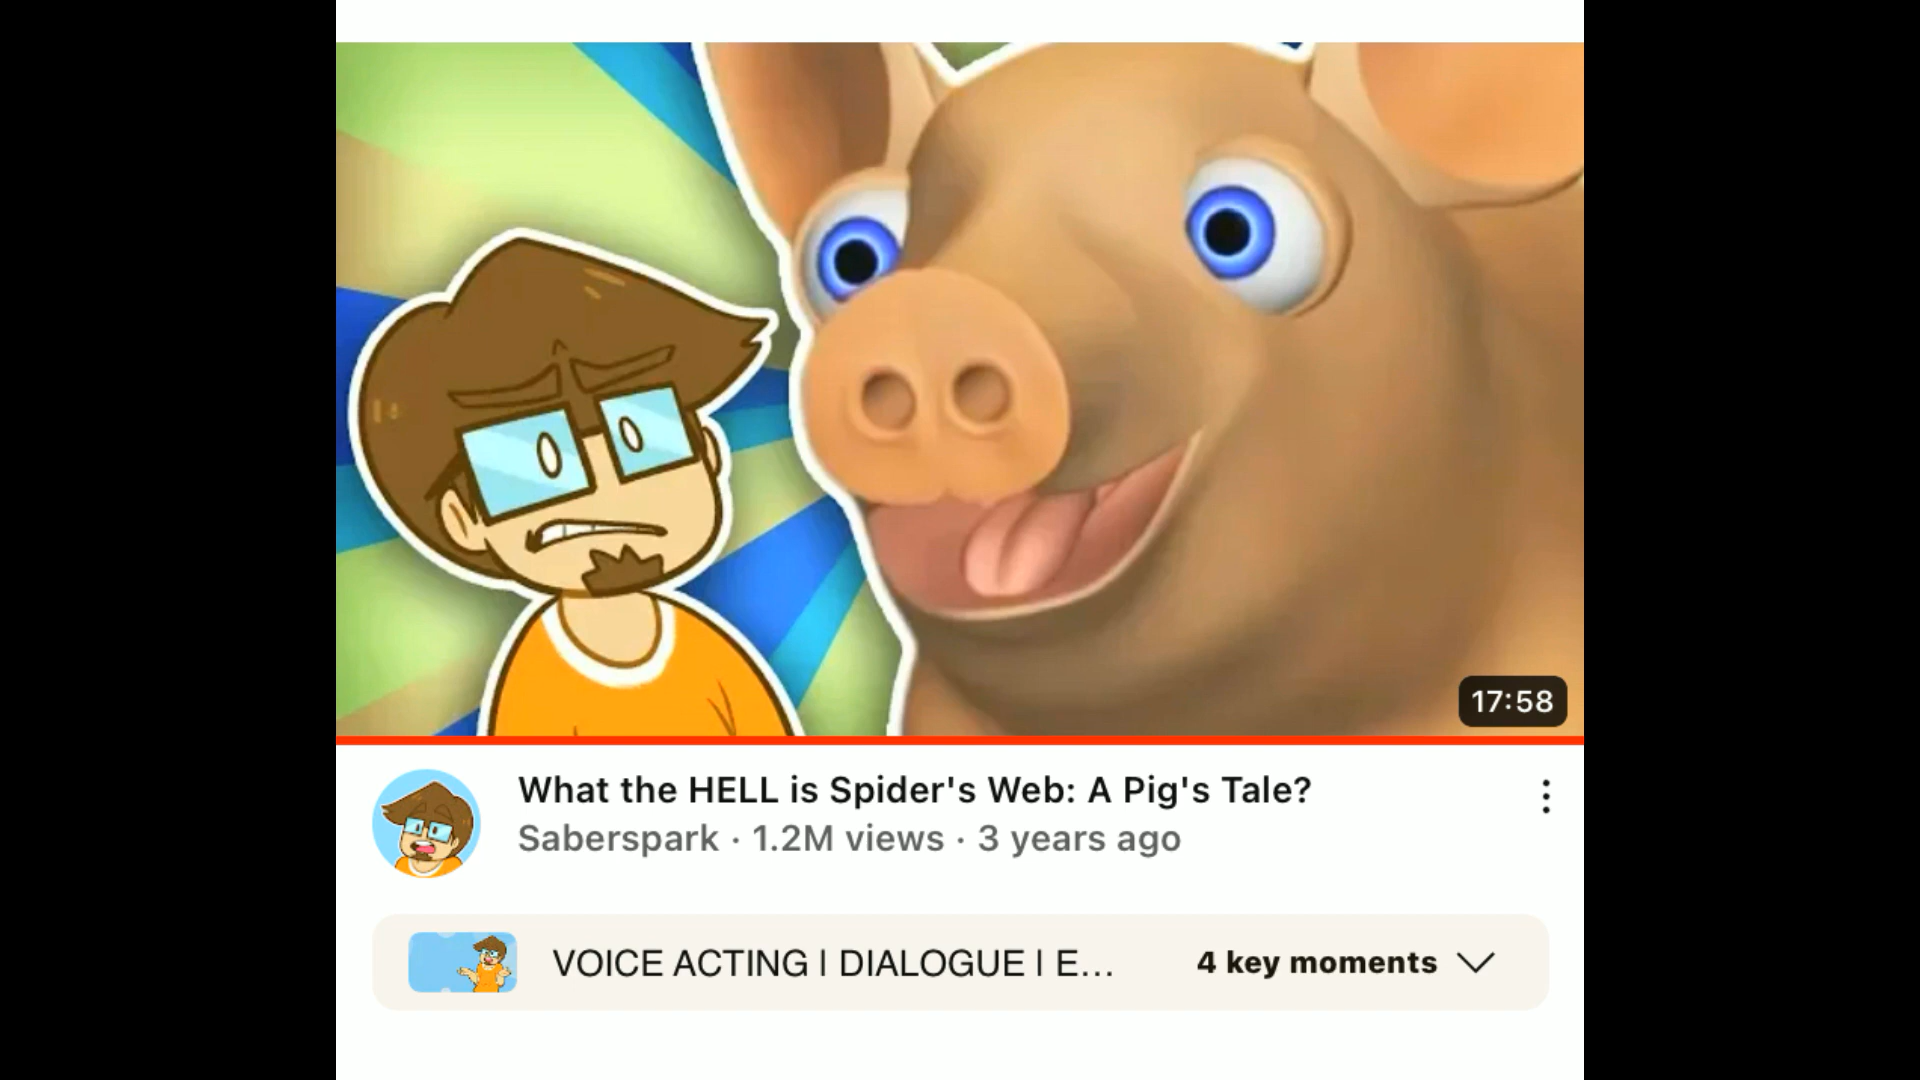 17:58
What the HELL is Spider's Web: A Pig's Tale?
Saberspark · 1.2M views · 3 years ago
VOICE ACTING | DIALOGUE | E... 4 key moments